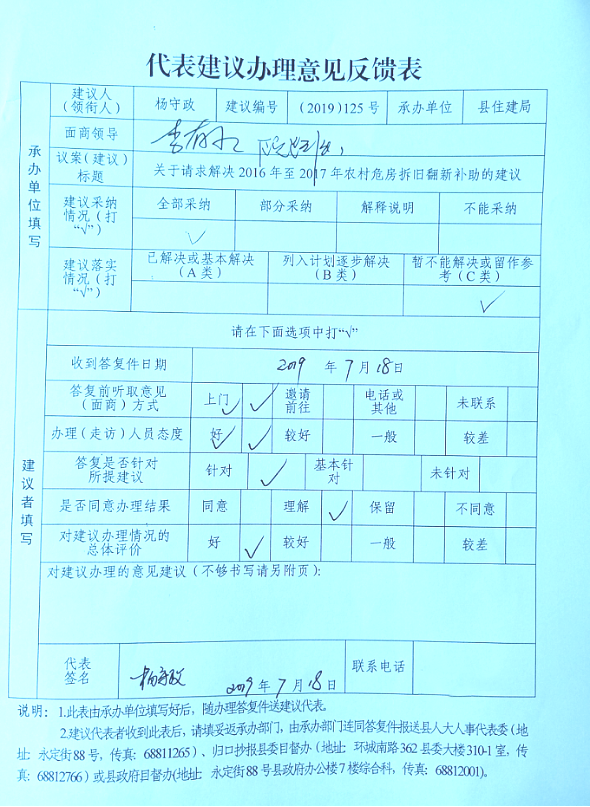 代表建议办理意见反馈表
承办单位填写
建议人（领衔人） 杨守政 建议编号 （2019）125号 承办单位 县住建局
面商领导
议案（建议）标题 关于请求解决2016年至2017年农村危房拆旧翻新补助的建议
建议采纳情况（打“√”） 全部采纳 部分采纳 解释说明 不能采纳
√
建议落实情况（打“√”） 已解决或基本解决（A类） 列入计划逐步解决（B类） 暂不能解决或留作参考（C类）
√
建议者填写
请在下面选项中打“√”
收到答复件日期 2019年7月18日
答复前听取意见（面商）方式 上门 √ √ 邀请前往 电话或其他 未联系
办理（走访）人员态度 好 √ √ 较好 一般 较差
答复是否针对所提建议 针对 √ 基本针对 未针对
是否同意办理结果 同意 理解 √ 保留 不同意
对建议办理情况的总体评价 好 √ 较好 一般 较差
对建议办理的意见建议（不够书写请另附页）：
代表签名 杨守政 2019年7月18日 联系电话
说明：1.此表由承办单位填写好后，随办理答复件送建议代表。
2.建议代表者收到此表后，请填妥返承办部门，由承办部门连同答复件报送县人大人事代表委（地
址：永定街88号，传真：68811265）、归口抄报县委目督办（地址：环城南路362县委大楼310-1室，传
真：68812766）或县政府目督办(地址：永定街88号县政府办公楼7楼综合科，传真：68812001)。